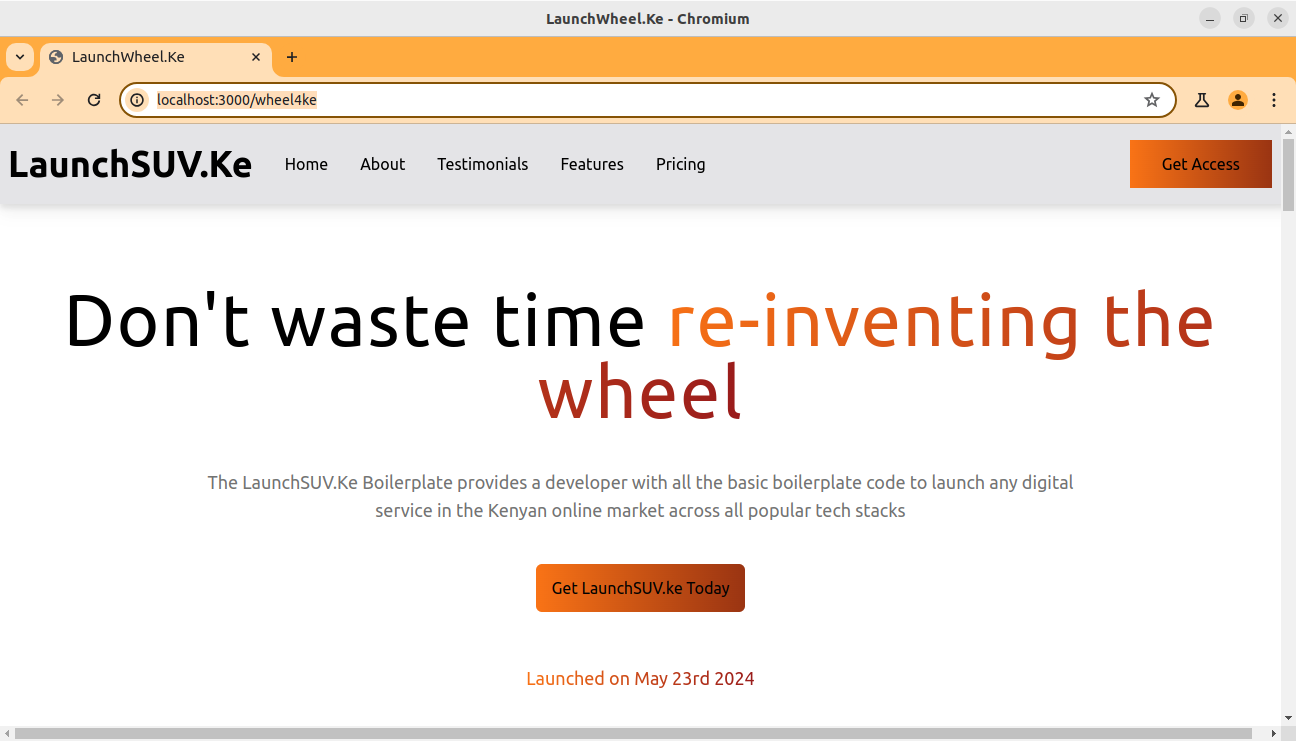 LaunchWheel.Ke - Chromium
LaunchWheel.Ke
localhost:3000/wheel4ke
LaunchSUV.Ke Home About Testimonials Features Pricing Get Access
Don't waste time re-inventing the
wheel
The LaunchSUV.Ke Boilerplate provides a developer with all the basic boilerplate code to launch any digital
service in the Kenyan online market across all popular tech stacks
Get LaunchSUV.ke Today
Launched on May 23rd 2024